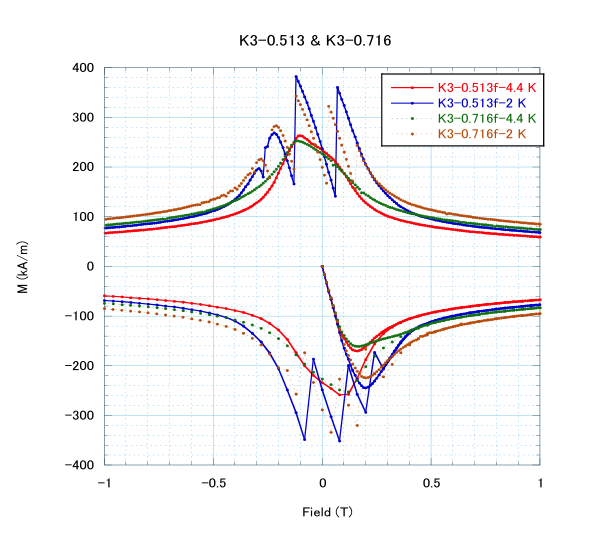 K3-0.513 & K3-0.716
400
300
200
100
0
-100
-200
-300
-400
M (kA/m)
-1
-0.5
0
0.5
1
Field (T)
K3-0.513f-4.4 K
K3-0.513f-2 K
K3-0.716f-4.4 K
K3-0.716f-2 K